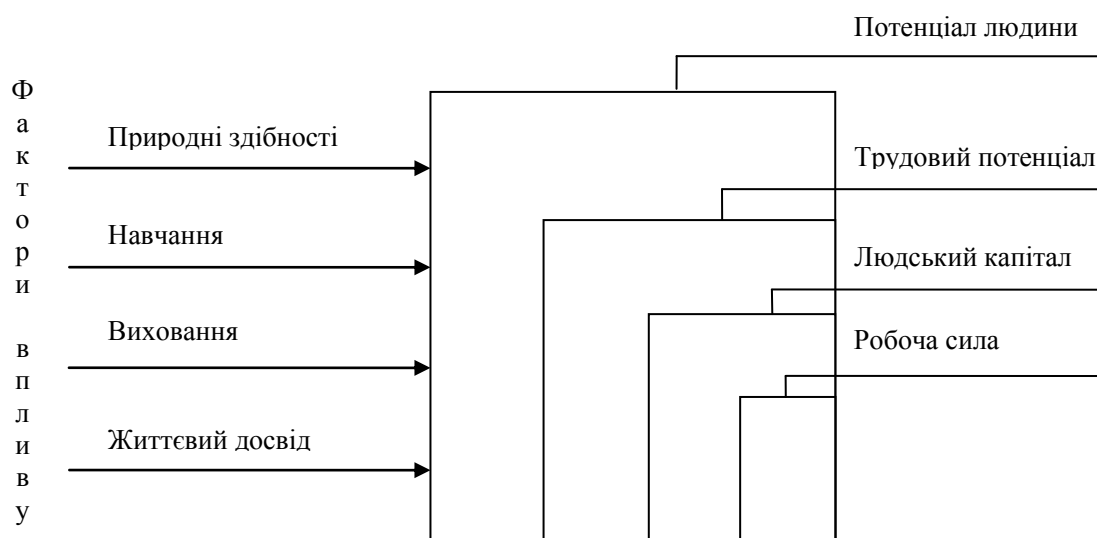 Фактори впливу
Природні здібності
Навчання
Виховання
Життєвий досвід
Потенціал людини
Трудовий потенціал
Людський капітал
Робоча сила